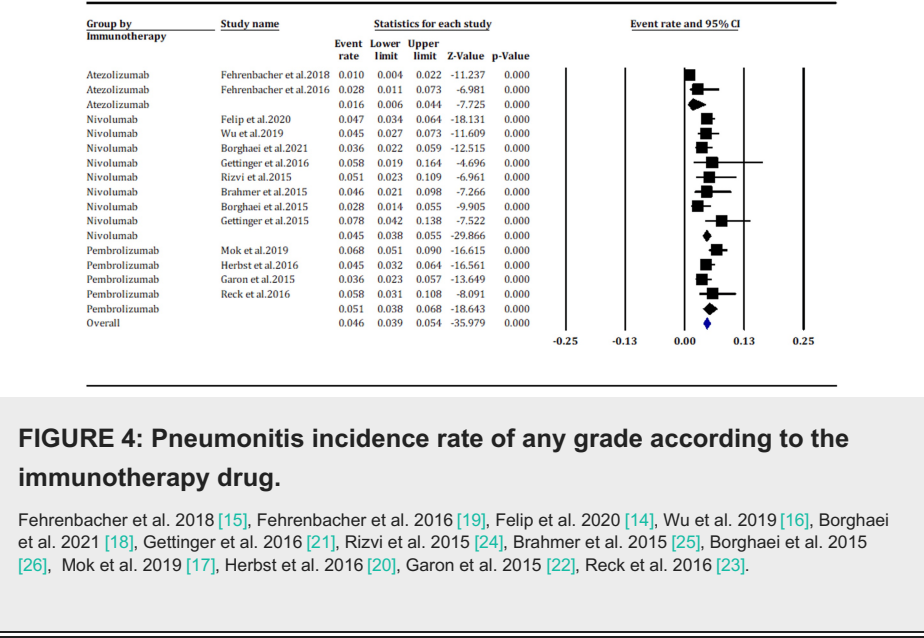 Group by Study name Statistics for each study Event rate and 95% CI
Immunotherapy
Event Lower Upper
rate limit limit Z-Value p-Value
Atezolizumab Fehrenbacher et al.2018 0.010 0.004 0.022 -11.237 0.000
Atezolizumab Fehrenbacher et al.2016 0.028 0.011 0.073 -6.981 0.000
Atezolizumab 0.016 0.006 0.044 -7.725 0.000
Nivolumab Felip et al.2020 0.047 0.034 0.064 -18.131 0.000
Nivolumab Wu et al.2019 0.045 0.027 0.073 -11.609 0.000
Nivolumab Borghaei et al.2021 0.036 0.022 0.059 -12.515 0.000
Nivolumab Gettinger et al.2016 0.058 0.019 0.164 -4.696 0.000
Nivolumab Rizvi et al.2015 0.051 0.023 0.109 -6.961 0.000
Nivolumab Brahmer et al.2015 0.046 0.021 0.098 -7.266 0.000
Nivolumab Borghaei et al.2015 0.028 0.014 0.055 -9.905 0.000
Nivolumab Gettinger et al.2015 0.078 0.042 0.138 -7.522 0.000
Nivolumab 0.045 0.038 0.055 -29.866 0.000
Pembrolizumab Mok et al.2019 0.068 0.051 0.090 -16.615 0.000
Pembrolizumab Herbst et al.2016 0.045 0.032 0.064 -16.561 0.000
Pembrolizumab Garon et al.2015 0.036 0.023 0.057 -13.649 0.000
Pembrolizumab Reck et al.2016 0.058 0.031 0.108 -8.091 0.000
Pembrolizumab 0.051 0.038 0.068 -18.643 0.000
Overall 0.046 0.039 0.054 -35.979 0.000
-0.25 -0.13 0.00 0.13 0.25
FIGURE 4: Pneumonitis incidence rate of any grade according to the
immunotherapy drug.
Fehrenbacher et al. 2018 [15], Fehrenbacher et al. 2016 [19], Felip et al. 2020 [14], Wu et al. 2019 [16], Borghaei
et al. 2021 [18], Gettinger et al. 2016 [21], Rizvi et al. 2015 [24], Brahmer et al. 2015 [25], Borghaei et al. 2015
[26], Mok et al. 2019 [17], Herbst et al. 2016 [20], Garon et al. 2015 [22], Reck et al. 2016 [23].